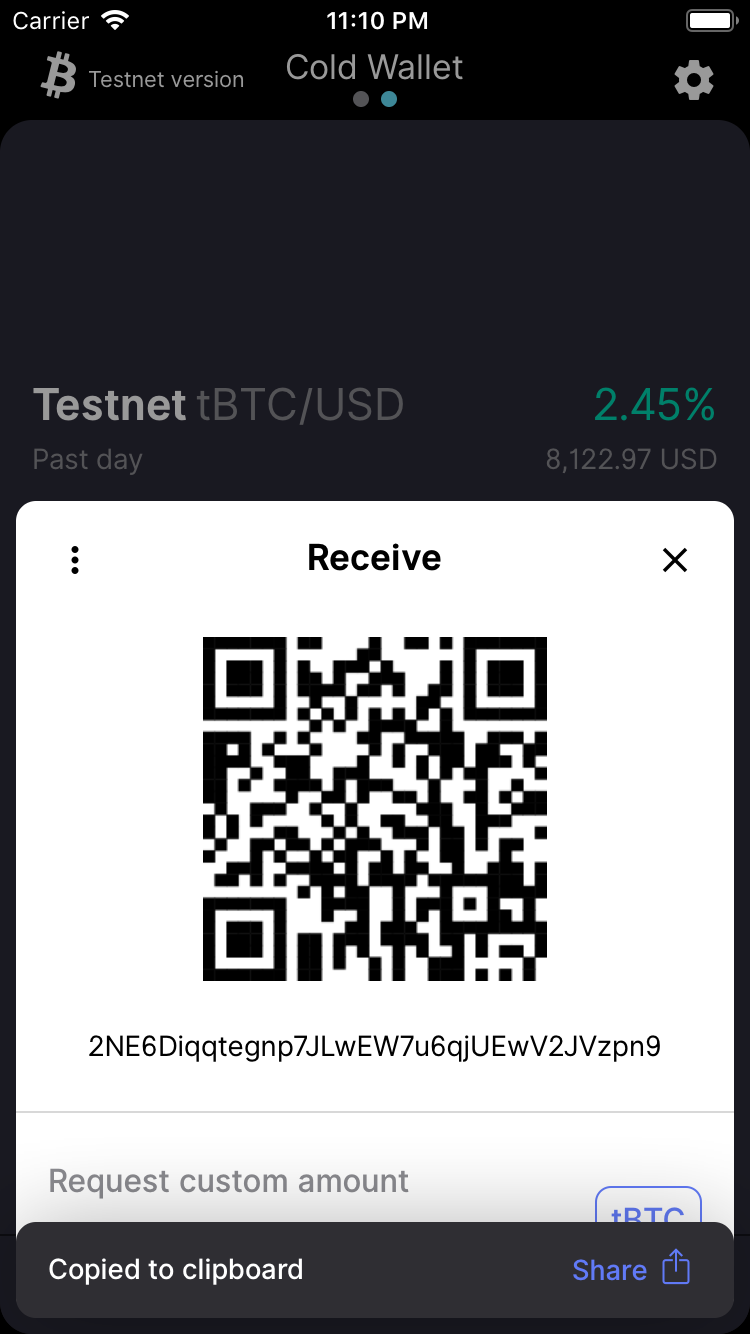 Carrier 11:10 PM
Testnet version Cold Wallet
Testnet tBTC/USD 2.45%
Past day 8,122.97 USD
Receive
2NE6Diqqtegnp7JLwEW7u6qjUEwV2JVzpn9
Request custom amount
tBTC
Copied to clipboard Share